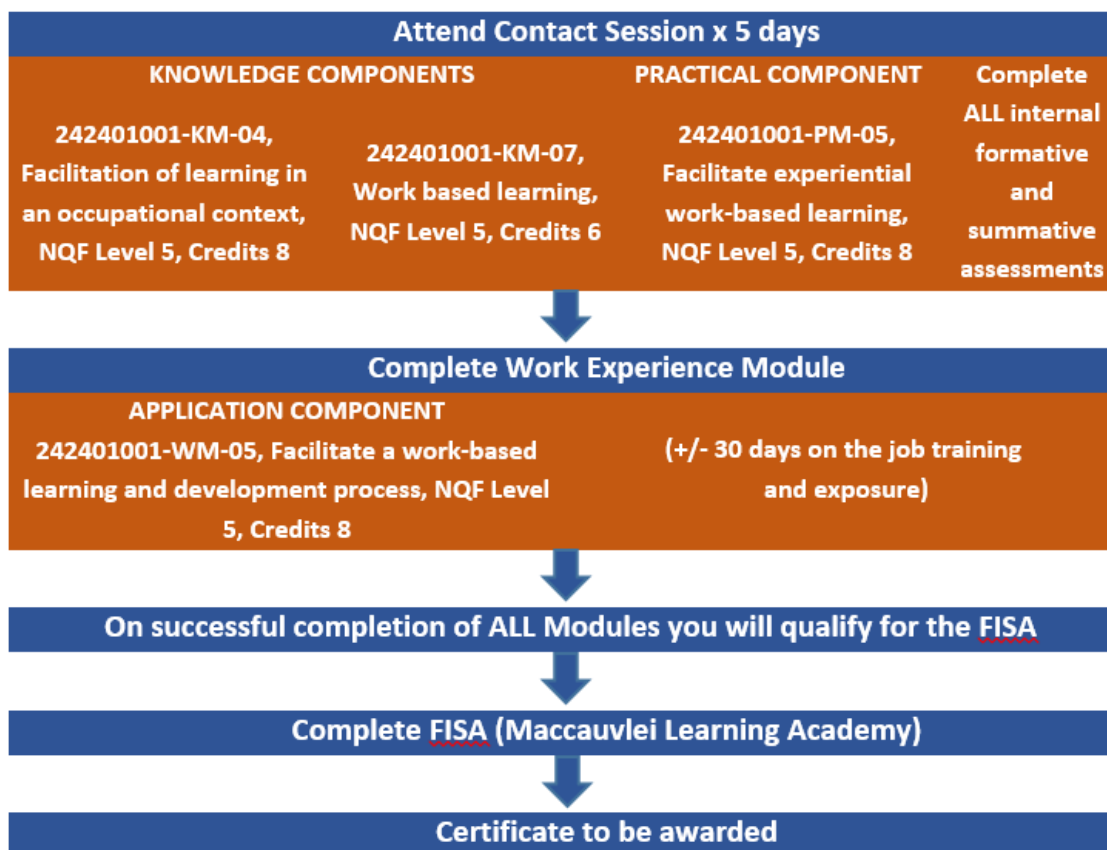 Attend Contact Session x 5 days
KNOWLEDGE COMPONENTS
242401001-KM-04,
Facilitation of learning in
an occupational context,
NQF Level 5, Credits 8
242401001-KM-07,
Work based learning,
NQF Level 5, Credits 6
PRACTICAL COMPONENT
242401001-PM-05,
Facilitate experiential
work-based learning,
NQF Level 5, Credits 8
Complete
ALL internal
formative
and
summative
assessments
Complete Work Experience Module
APPLICATION COMPONENT
242401001-WM-05, Facilitate a work-based
learning and development process, NQF Level
5, Credits 8
(+/- 30 days on the job training
and exposure)
On successful completion of ALL Modules you will qualify for the FISA
Complete FISA (Maccauvlei Learning Academy)
Certificate to be awarded